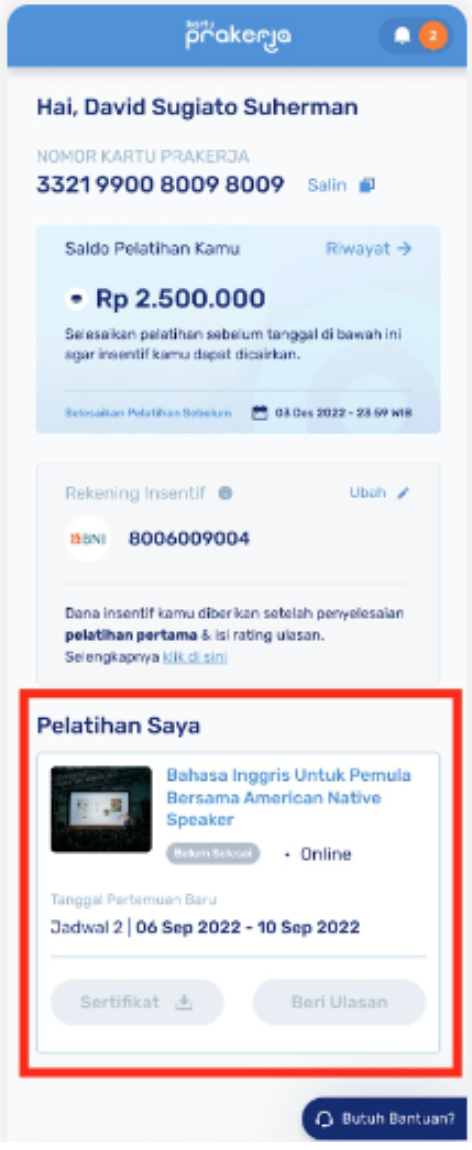 kartu
prakerja
2
Hai, David Sugiato Suherman
NOMOR KARTU PRAKERJA
3321 9900 8009 8009 Salin
Saldo Pelatihan Kamu Riwayat →
Rp 2.500.000
Selesaikan pelatihan sebelum tanggal di bawah ini
agar insentif kamu dapat dicairkan.
Selesaikan Pelatihan Sebelum 03 Des 2022 - 23:59 WIB
Rekening Insentif Ubah
BNI 8006009004
Dana insentif kamu diberikan setelah penyelesaian
pelatihan pertama & isi rating ulasan.
Selengkapnya klik di sini
Pelatihan Saya
Bahasa Inggris Untuk Pemula
Bersama American Native
Speaker
Belum Selesai • Online
Tanggal Pertemuan Baru
Jadwal 2 | 06 Sep 2022 - 10 Sep 2022
Sertifikat Beri Ulasan
Butuh Bantuan?